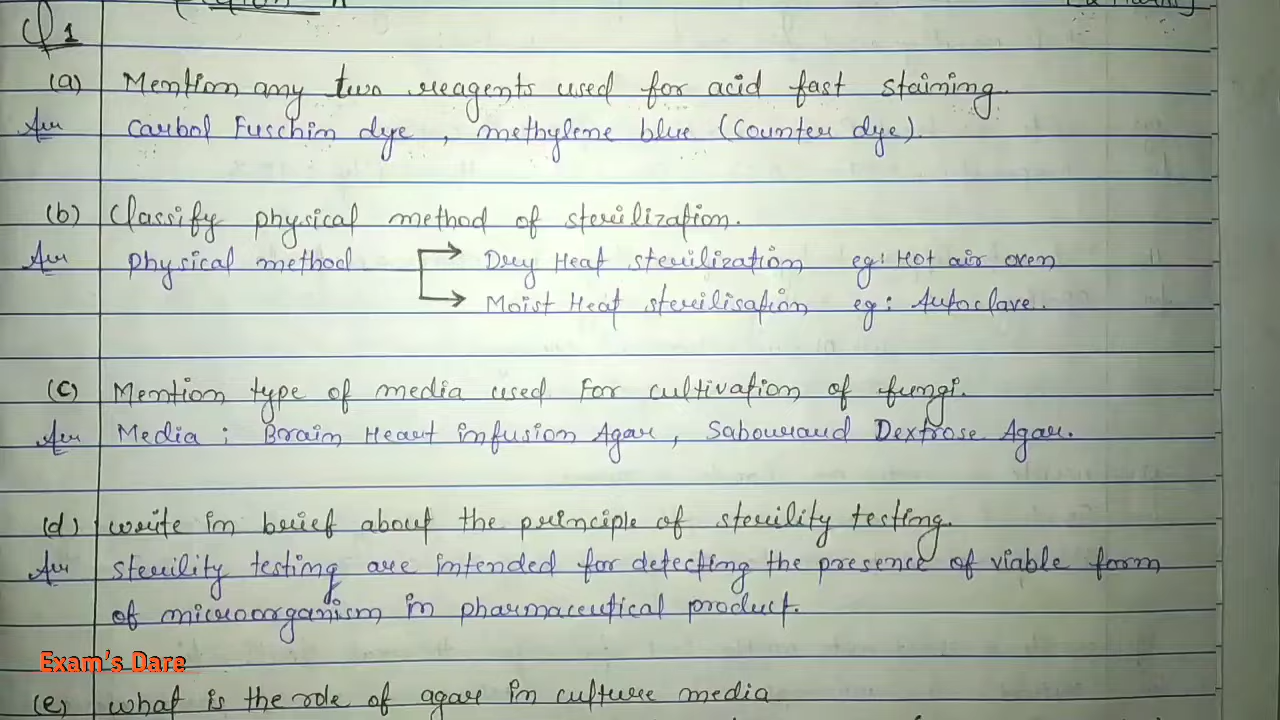 Q1
(a) Mention any two reagents used for acid fast staining.
Ans Carbol Fuschin dye, methylene blue (Counter dye).
(b) Classify physical method of sterilization.
Ans Physical method → Dry Heat sterilization eg: Hot air oven
→ Moist Heat sterilisation eg: Autoclave.
(c) Mention type of media used for cultivation of fungi.
Ans Media: Brain Heart infusion Agar, Sabouraud Dextrose Agar.
(d) write in brief about the principle of sterility testing.
Ans sterility testing are intended for detecting the presence of viable form
of microorganism in pharmaceutical product.
Exam's Dare
(e) what is the role of agar in culture media